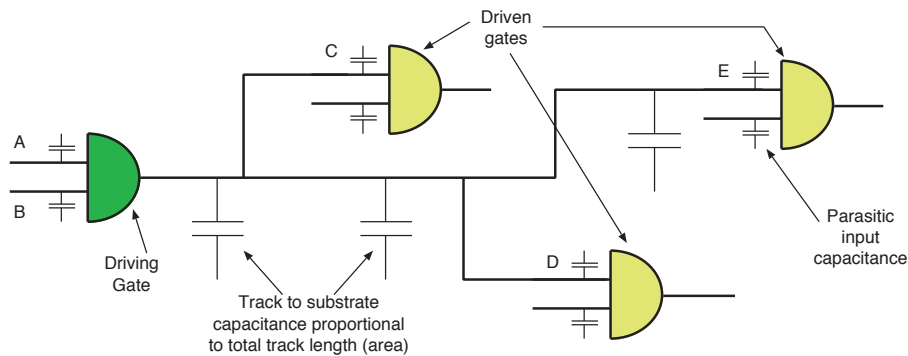 Driven
gates
C
E
A
B
Driving
Gate
D
Parasitic
input
capacitance
Track to substrate
capacitance proportional
to total track length (area)